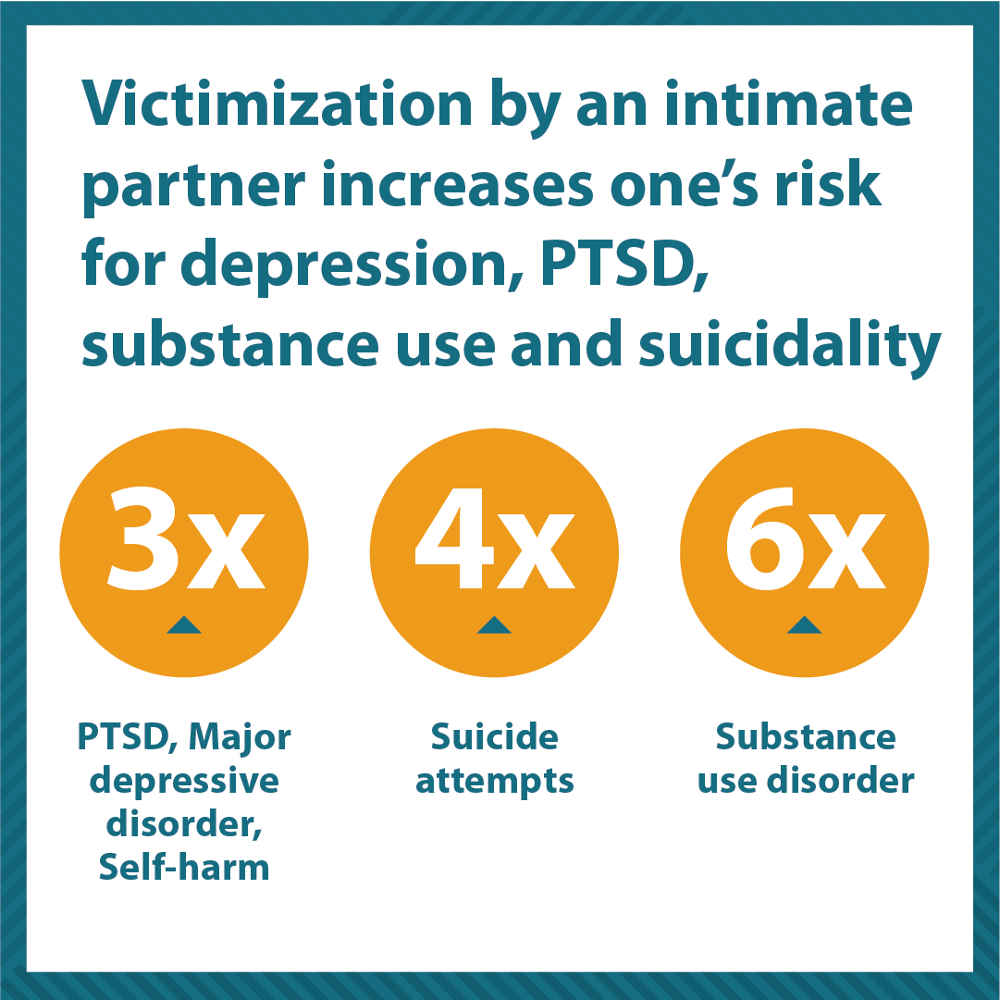 Victimization by an intimate
partner increases one’s risk
for depression, PTSD,
substance use and suicidality
3x
4x
6x
PTSD, Major
depressive
disorder,
Self-harm
Suicide
attempts
Substance
use disorder